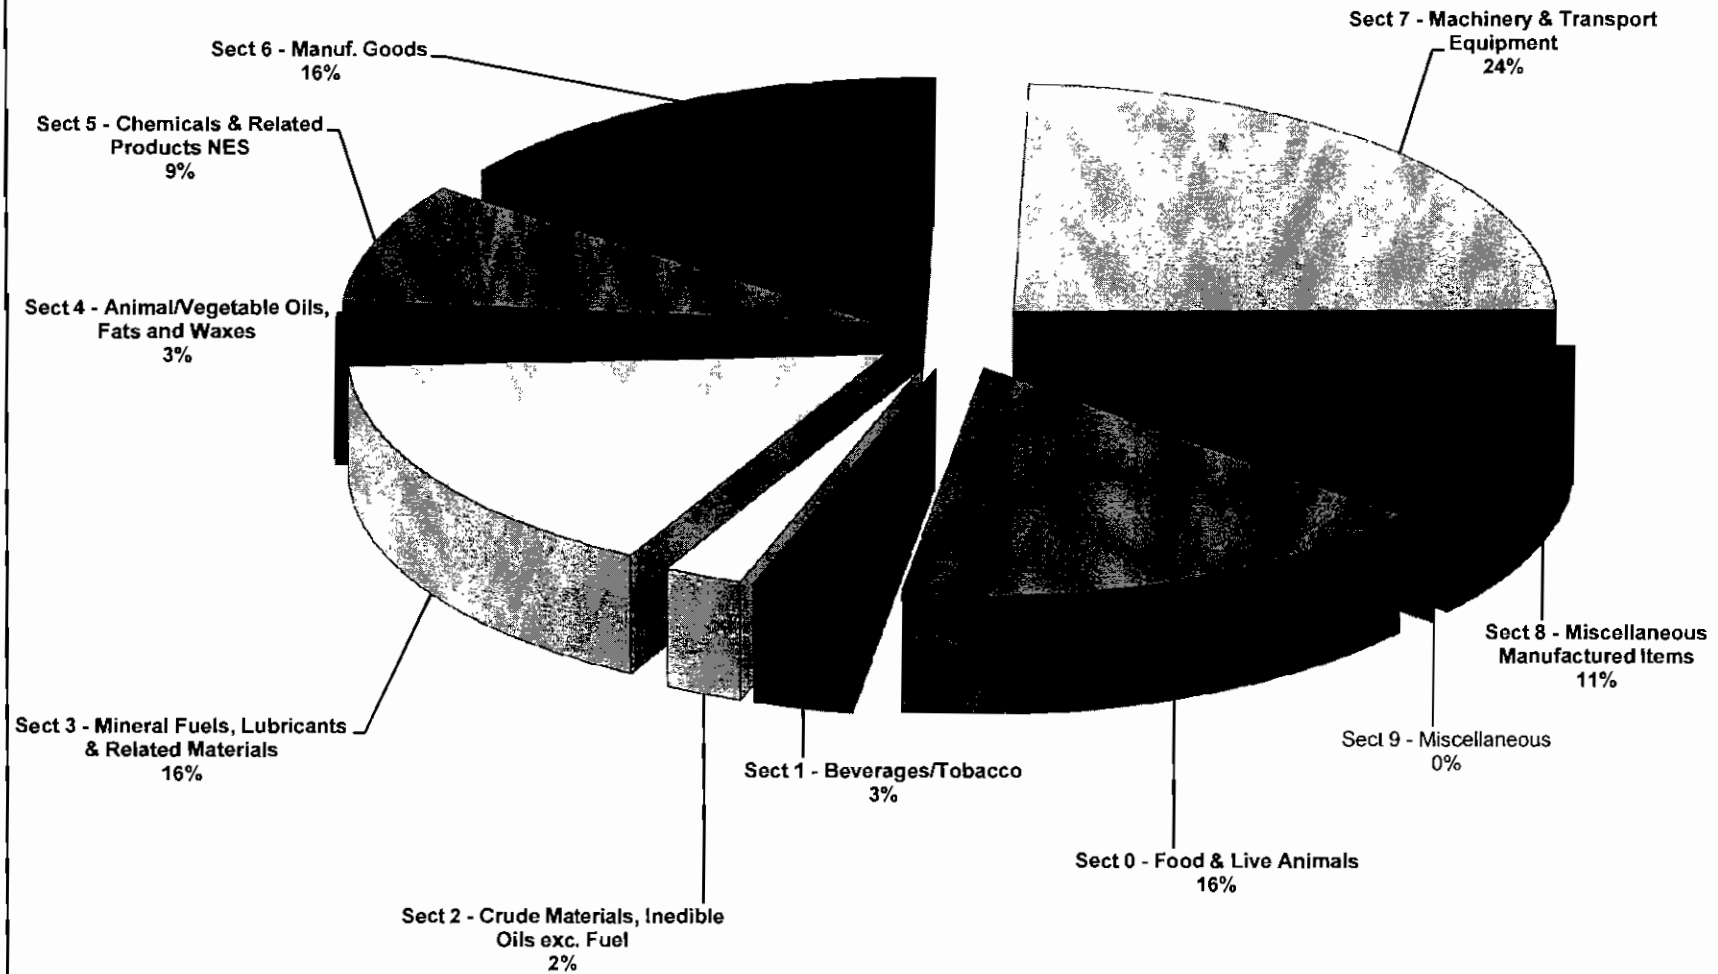 Sect 7 - Machinery & Transport
Equipment
24%
Sect 6 - Manuf. Goods
16%
Sect 5 - Chemicals & Related
Products NES
9%
Sect 4 - Animal/Vegetable Oils,
Fats and Waxes
3%
Sect 3 - Mineral Fuels, Lubricants
& Related Materials
16%
Sect 2 - Crude Materials, Inedible
Oils exc. Fuel
2%
Sect 1 - Beverages/Tobacco
3%
Sect 0 - Food & Live Animals
16%
Sect 9 - Miscellaneous
0%
Sect 8 - Miscellaneous
Manufactured Items
11%